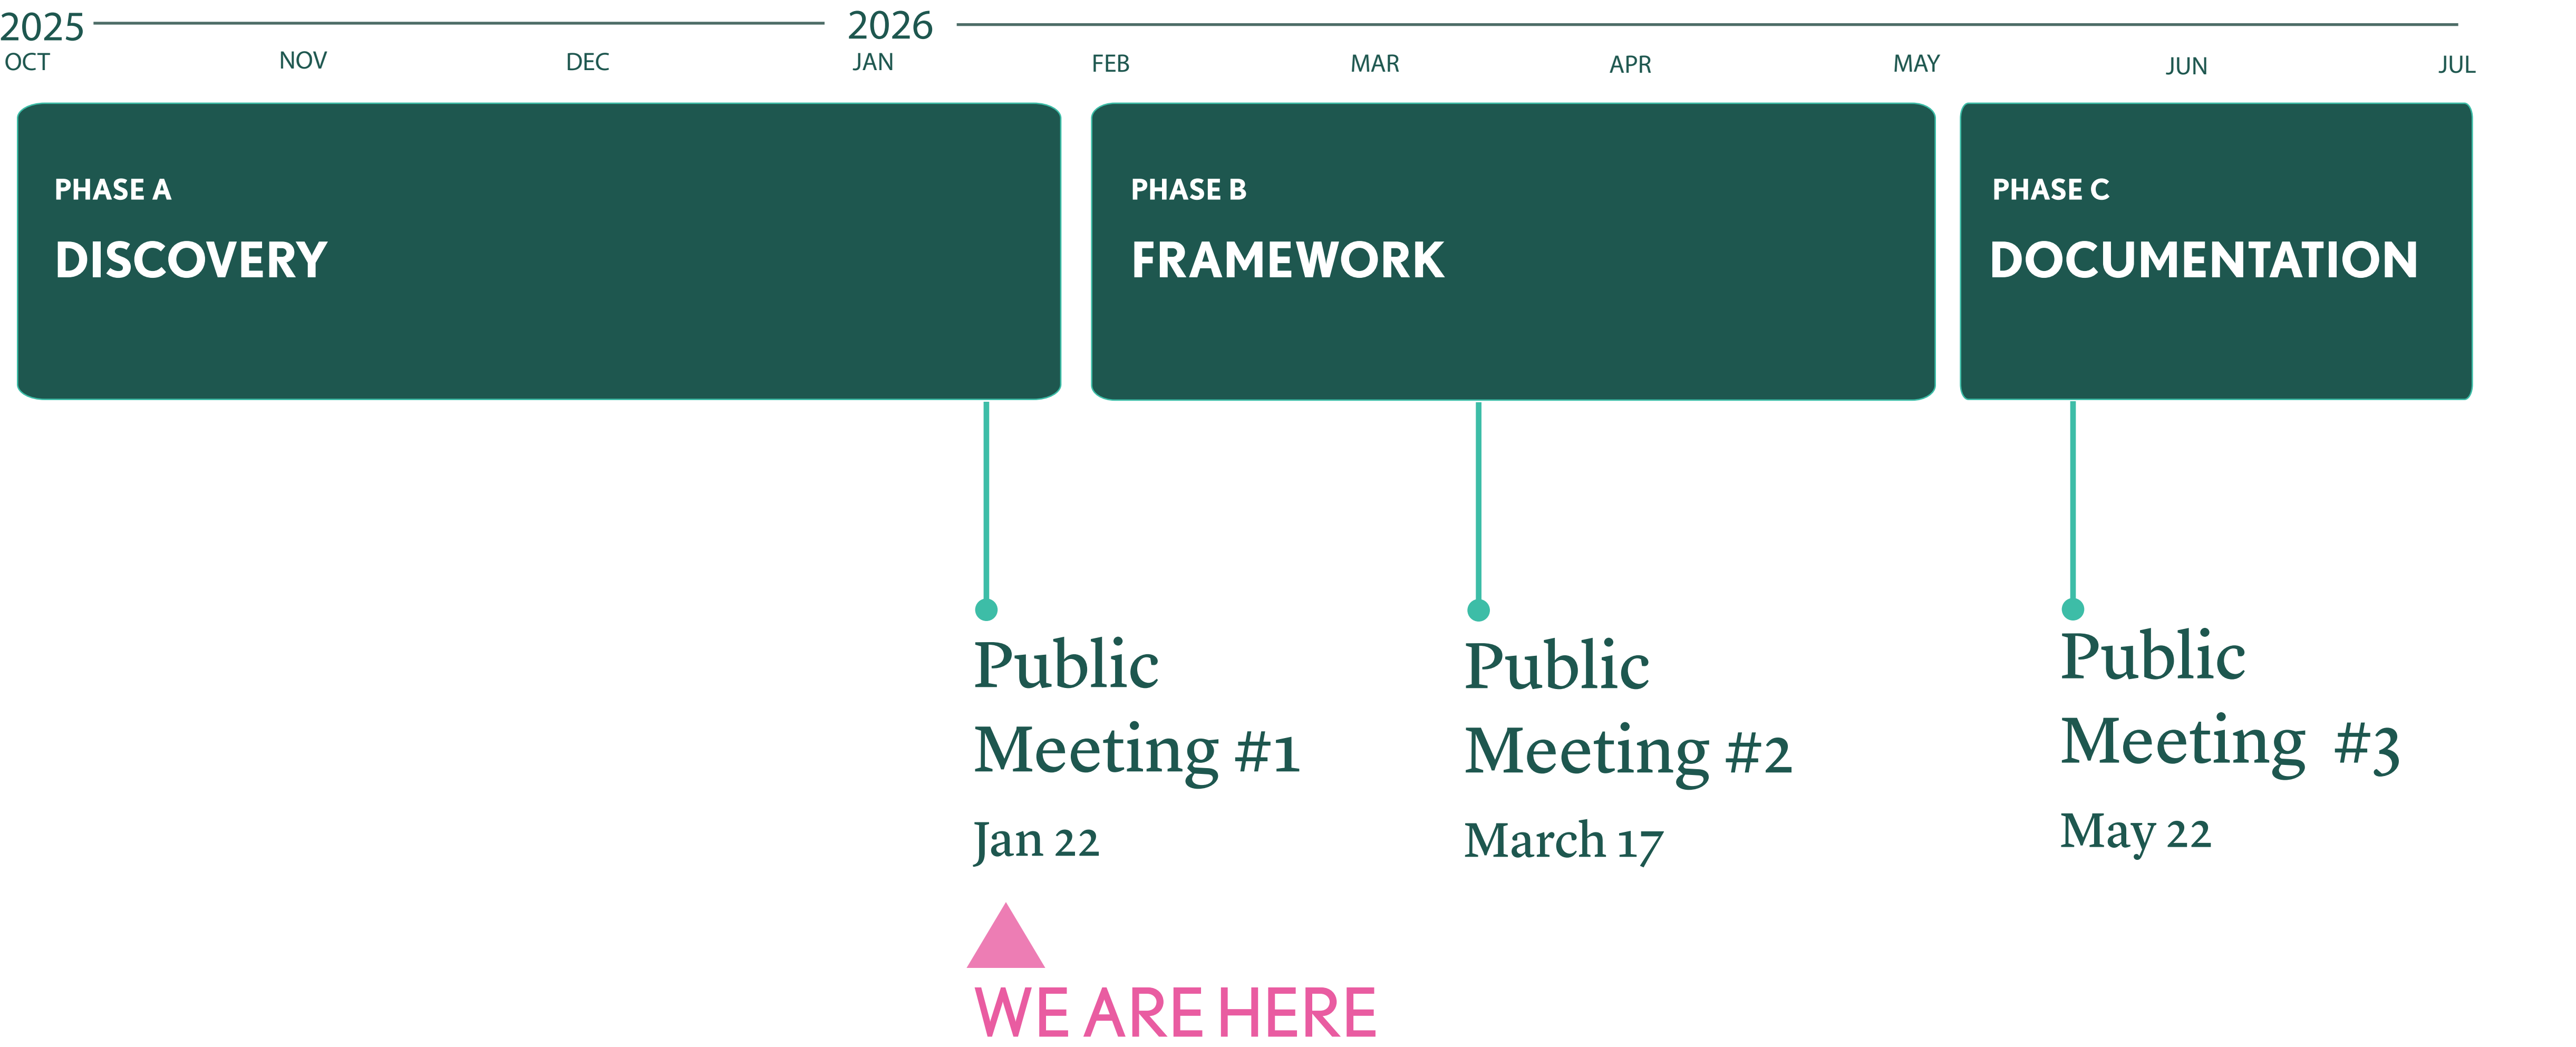 2025
2026
OCT
NOV
DEC
JAN
FEB
MAR
APR
MAY
JUN
JUL
PHASE A
DISCOVERY
PHASE B
FRAMEWORK
PHASE C
DOCUMENTATION
Public
Meeting #1
Jan 22
Public
Meeting #2
March 17
Public
Meeting #3
May 22
WE ARE HERE